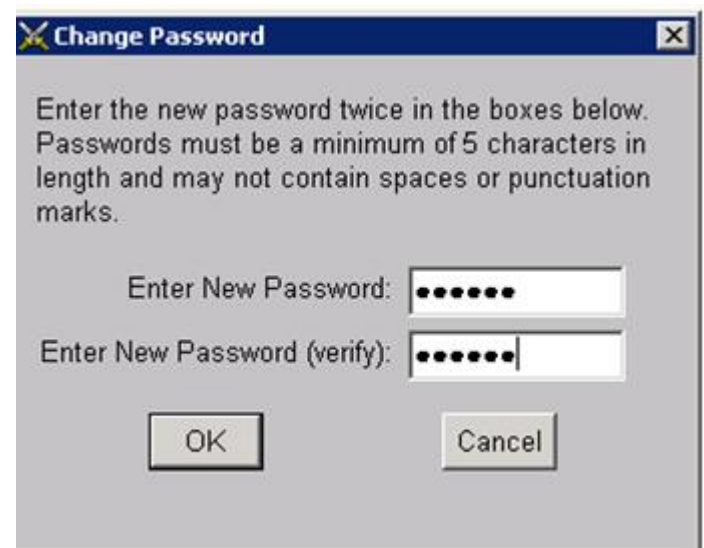 Change Password
Enter the new password twice in the boxes below.
Passwords must be a minimum of 5 characters in
length and may not contain spaces or punctuation
marks.
Enter New Password: ●●●●●●
Enter New Password (verify): ●●●●●●
OK Cancel